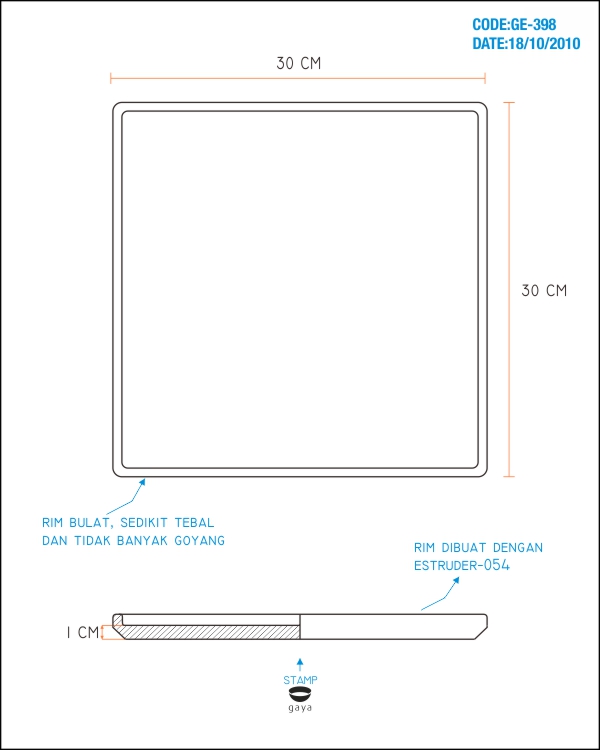 CODE:GE-398
DATE:18/10/2010
30 CM
30 CM
RIM BULAT, SEDIKIT TEBAL
DAN TIDAK BANYAK GOYANG
RIM DIBUAT DENGAN
ESTRUDER-054
1 CM
STAMP
gaya